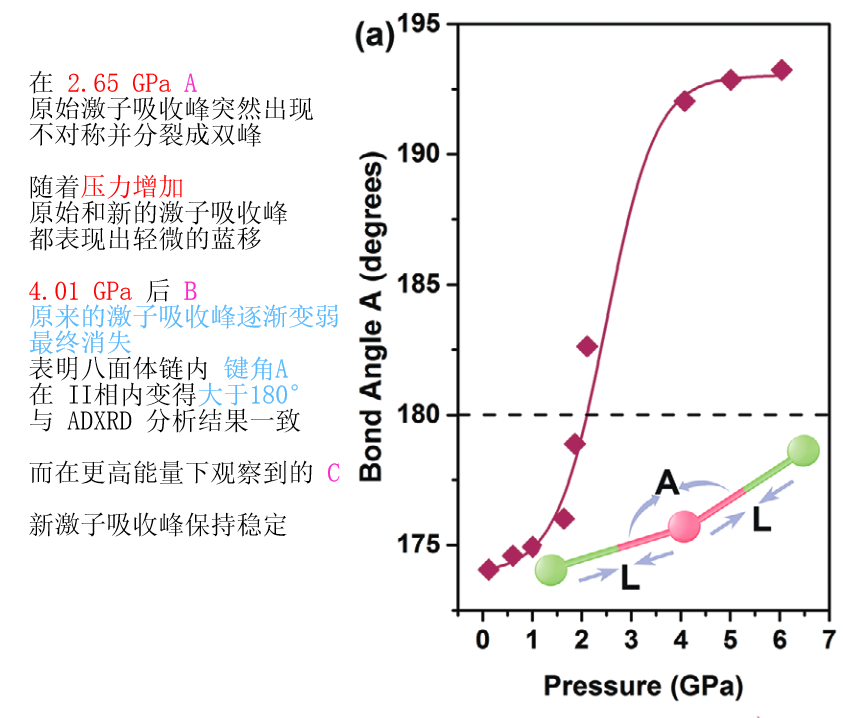 在 2.65 GPa A
原始激子吸收峰突然出现
不对称并分裂成双峰
随着压力增加
原始和新的激子吸收峰
都表现出轻微的蓝移
4.01 GPa 后 B
原来的激子吸收峰逐渐变弱
最终消失
表明八面体链内 键角A
在 II相内变得大于180°
与 ADXRD 分析结果一致
而在更高能量下观察到的 C
新激子吸收峰保持稳定
(a)
195
190
185
180
175
Bond Angle A (degrees)
A
L
L
0 1 2 3 4 5 6 7
Pressure (GPa)